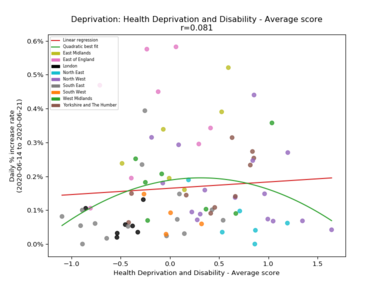 Deprivation: Health Deprivation and Disability - Average score
r=0.081
Daily % increase rate
(2020-06-14 to 2020-06-21)
0.6%
0.5%
0.4%
0.3%
0.2%
0.1%
0.0%
Linear regression
Quadratic best fit
East Midlands
East of England
London
North East
North West
South East
South West
West Midlands
Yorkshire and The Humber
−1.0 −0.5 0.0 0.5 1.0 1.5
Health Deprivation and Disability - Average score